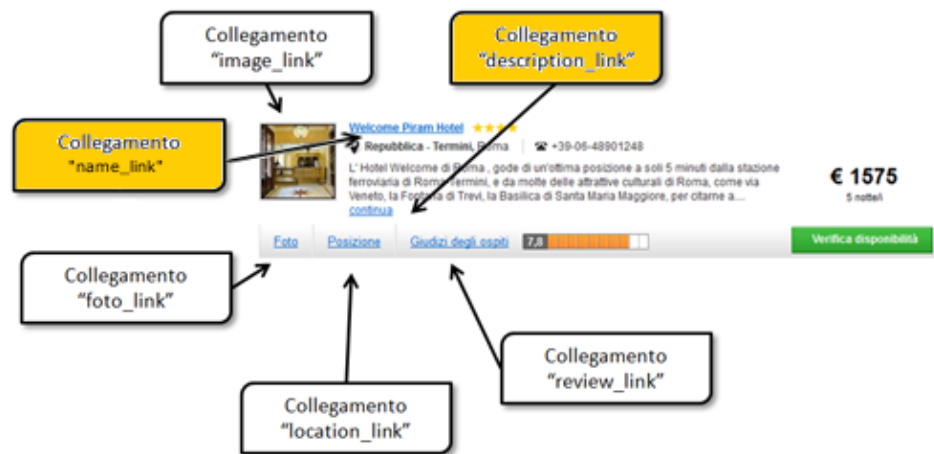 Collegamento
"image_link"
Collegamento
"description_link"
Collegamento
"name_link"
Welcome Piram Hotel
Repubblica - Termini, Roma
+39-06-48901248
L' Hotel Welcome di Roma , gode di un'ottima posizione a soli 5 minuti dalla stazione
ferroviaria di Roma Termini, e da molte delle attrattive culturali di Roma, come via
Veneto, la Fontana di Trevi, la Basilica di Santa Maria Maggiore, per citarne a....
continua
€ 1575
5 notte/i
Foto
Posizione
Giudizi degli ospiti
7,8
Verifica disponibilità
Collegamento
"foto_link"
Collegamento
"review_link"
Collegamento
"location_link"